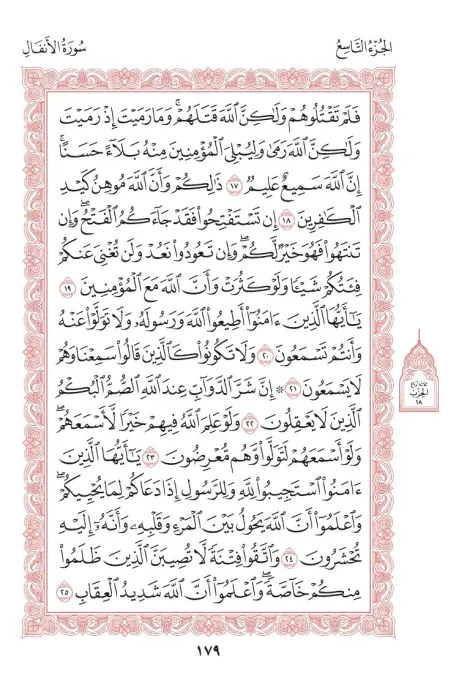 الجزء التاسع
سورة الأنفال
فَلَمْ تَقْتُلُوهُمْ وَلَٰكِنَّ ٱللَّهَ قَتَلَهُمْ ۚ وَمَا رَمَيْتَ إِذْ رَمَيْتَ
وَلَٰكِنَّ ٱللَّهَ رَمَىٰ وَلِيُبْلِىَ ٱلْمُؤْمِنِينَ مِنْهُ بَلَآءً حَسَنًا ۚ
إِنَّ ٱللَّهَ سَمِيعٌ عَلِيمٌ ١٧ ذَٰلِكُمْ وَأَنَّ ٱللَّهَ مُوهِنُ كَيْدِ
ٱلْكَٰفِرِينَ ١٨ إِن تَسْتَفْتِحُوا۟ فَقَدْ جَآءَكُمُ ٱلْفَتْحُ ۖ وَإِن
تَنتَهُوا۟ فَهُوَ خَيْرٌ لَّكُمْ ۖ وَإِن تَعُودُوا۟ نَعُدْ وَلَن تُغْنِىَ عَنكُمْ
فِئَتُكُمْ شَيْـًٔا وَلَوْ كَثُرَتْ وَأَنَّ ٱللَّهَ مَعَ ٱلْمُؤْمِنِينَ ١٩
يَٰٓأَيُّهَا ٱلَّذِينَ ءَامَنُوٓا۟ أَطِيعُوا۟ ٱللَّهَ وَرَسُولَهُۥ وَلَا تَوَلَّوْا۟ عَنْهُ
وَأَنتُمْ تَسْمَعُونَ ٢٠ وَلَا تَكُونُوا۟ كَٱلَّذِينَ قَالُوا۟ سَمِعْنَا وَهُمْ
لَا يَسْمَعُونَ ٢١ ۞ إِنَّ شَرَّ ٱلدَّوَآبِّ عِندَ ٱللَّهِ ٱلصُّمُّ ٱلْبُكْمُ
ٱلَّذِينَ لَا يَعْقِلُونَ ٢٢ وَلَوْ عَلِمَ ٱللَّهُ فِيهِمْ خَيْرًا لَّأَسْمَعَهُمْ ۖ
وَلَوْ أَسْمَعَهُمْ لَتَوَلَّوا۟ وَّهُم مُّعْرِضُونَ ٢٣ يَٰٓأَيُّهَا ٱلَّذِينَ
ءَامَنُوا۟ ٱسْتَجِيبُوا۟ لِلَّهِ وَلِلرَّسُولِ إِذَا دَعَاكُمْ لِمَا يُحْيِيكُمْ ۖ
وَٱعْلَمُوٓا۟ أَنَّ ٱللَّهَ يَحُولُ بَيْنَ ٱلْمَرْءِ وَقَلْبِهِۦ وَأَنَّهُۥٓ إِلَيْهِ
تُحْشَرُونَ ٢٤ وَٱتَّقُوا۟ فِتْنَةً لَّا تُصِيبَنَّ ٱلَّذِينَ ظَلَمُوا۟
مِنكُمْ خَآصَّةً ۖ وَٱعْلَمُوٓا۟ أَنَّ ٱللَّهَ شَدِيدُ ٱلْعِقَابِ ٢٥
الحزب
١٨
١٧٩